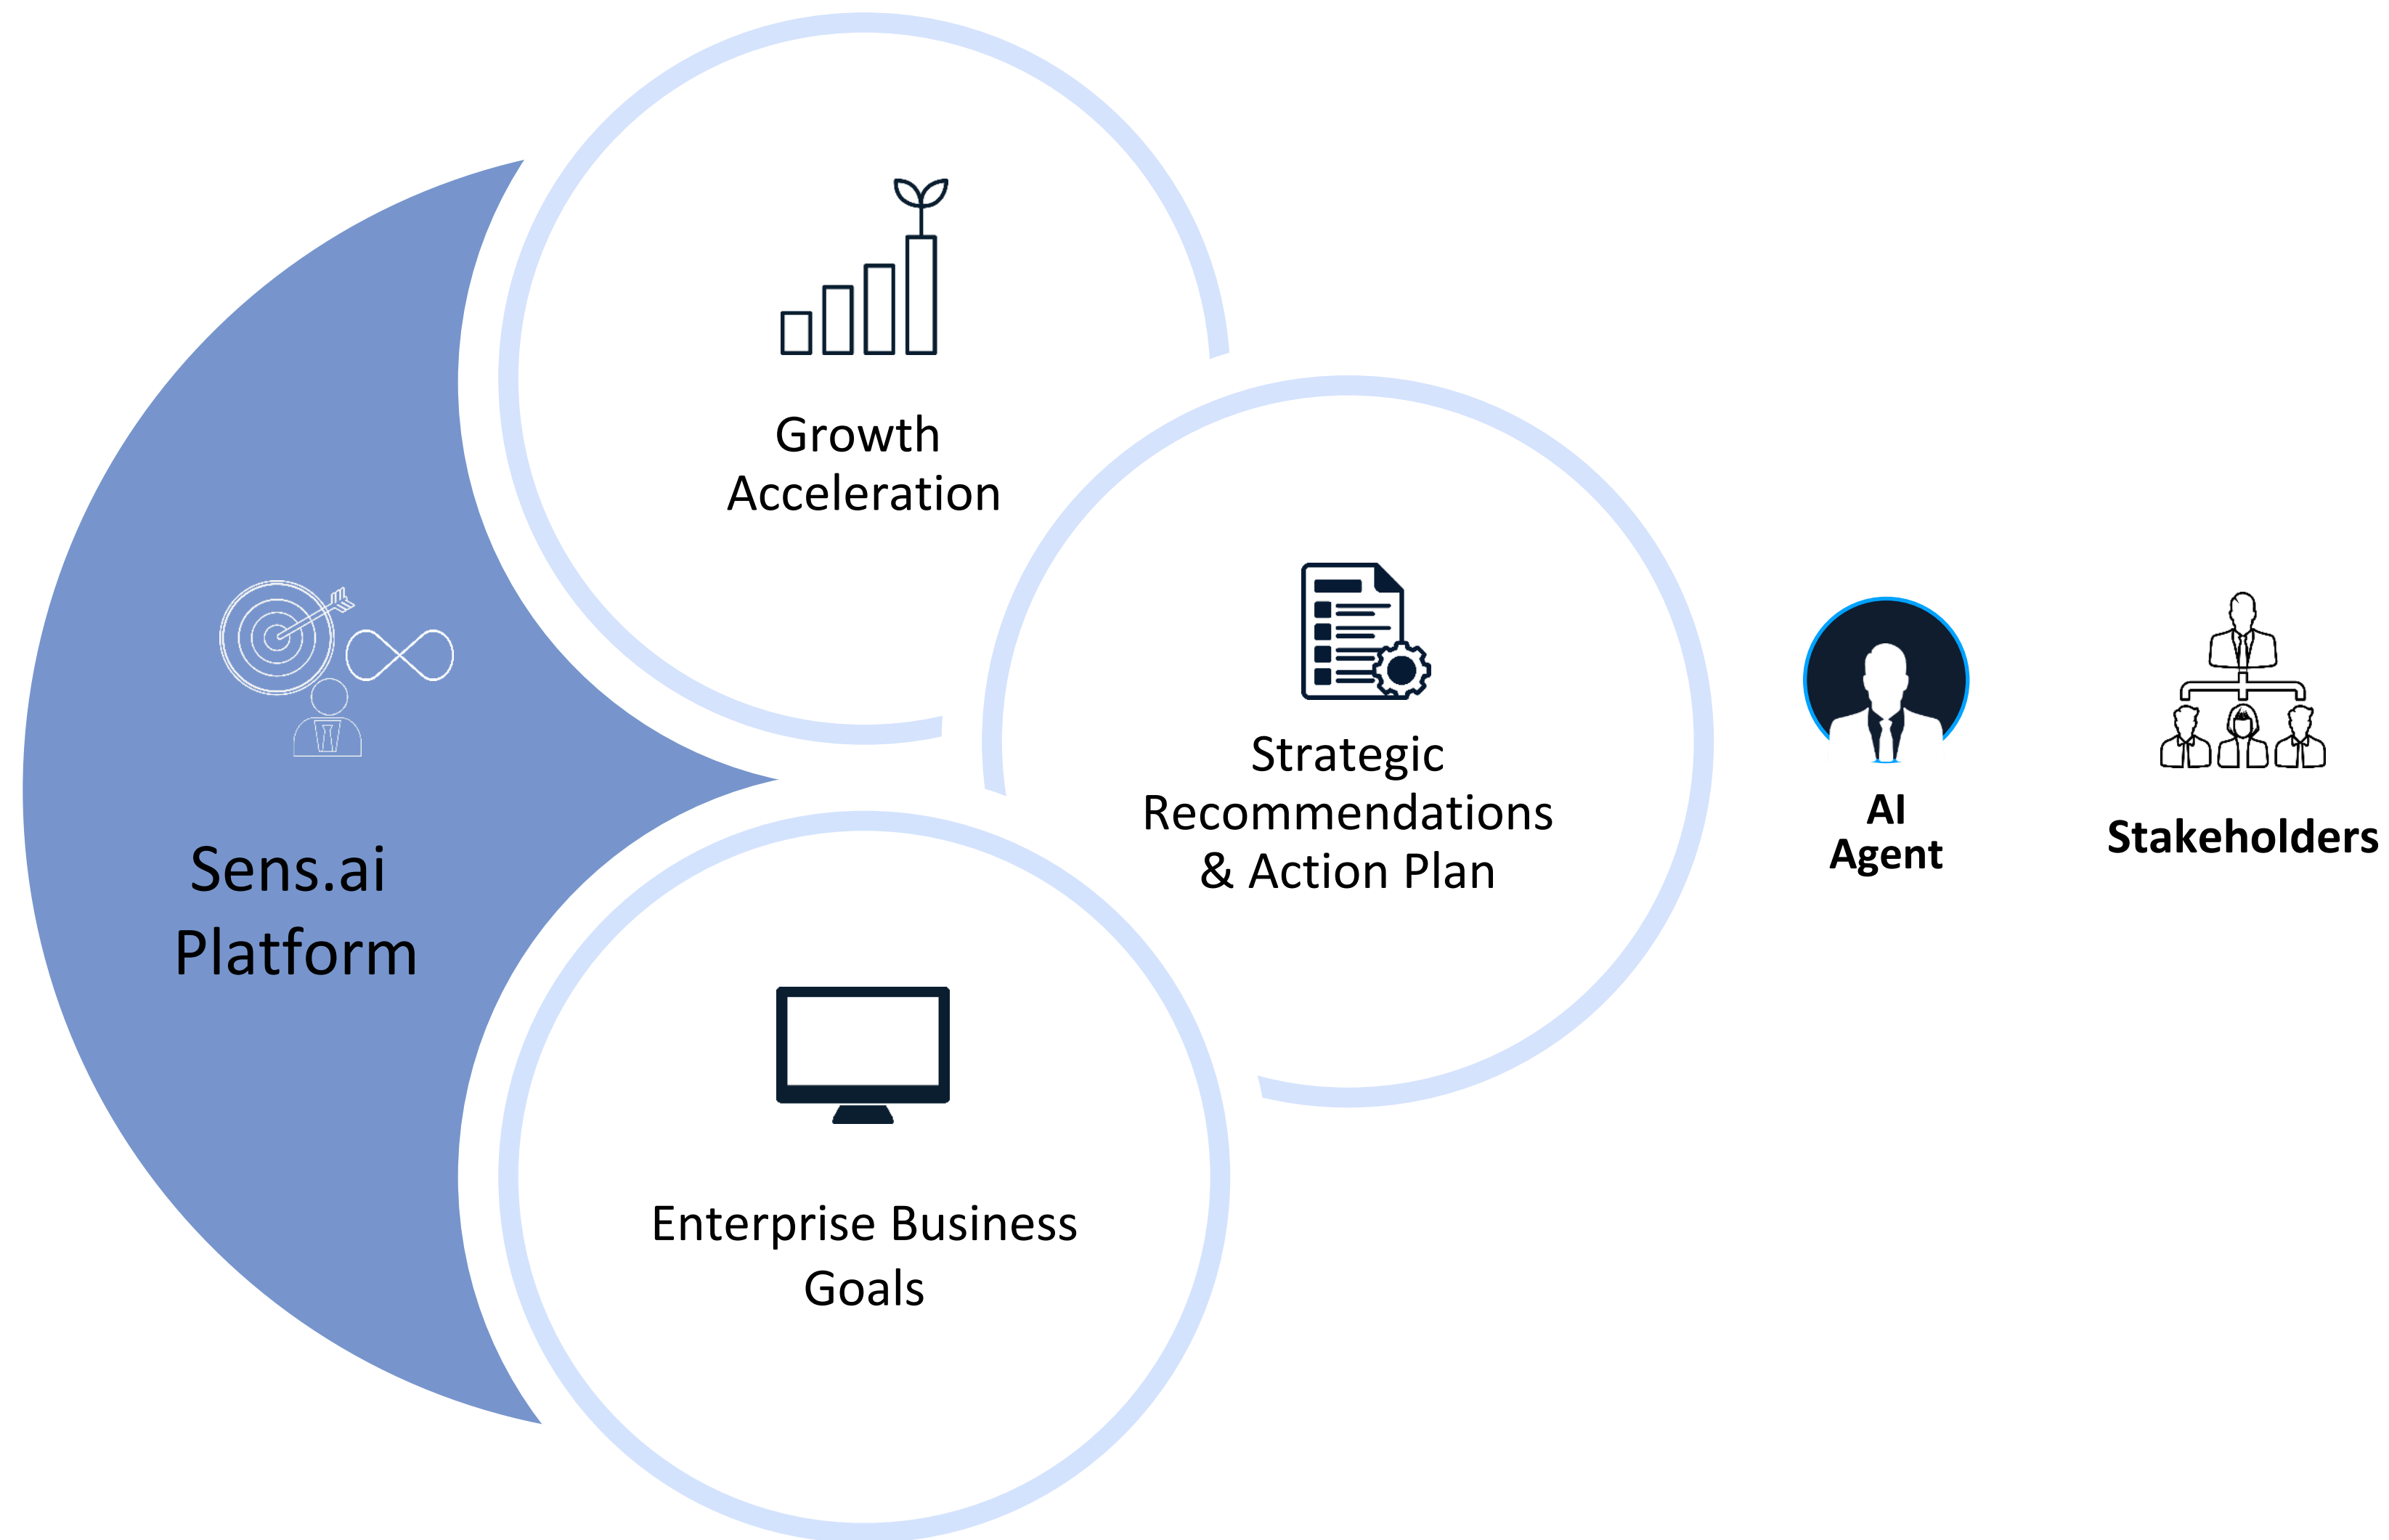 Growth
Acceleration
Sens.ai
Platform
Strategic
Recommendations
& Action Plan
AI
Agent
Stakeholders
Enterprise Business
Goals